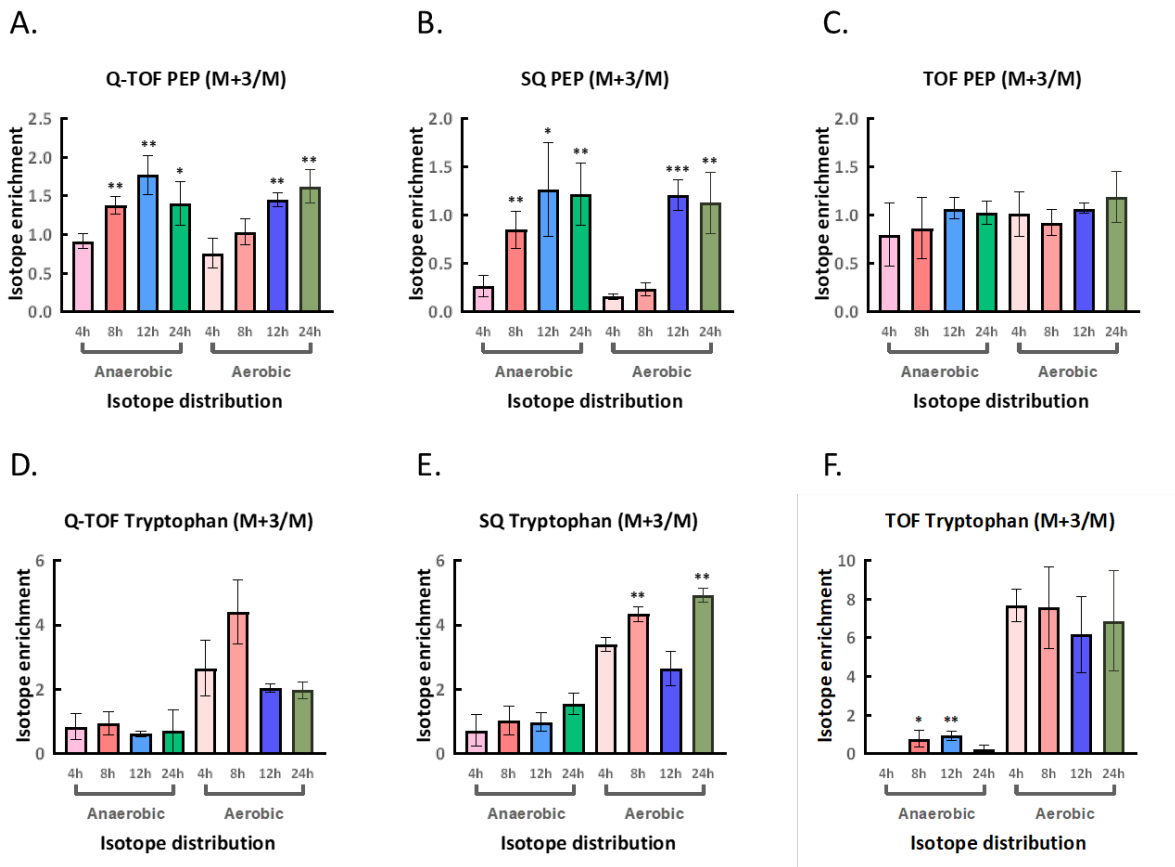 A.
Q-TOF PEP (M+3/M)
Isotope enrichment
2.5
2.0
1.5
1.0
0.5
0.0
** ** * ** **
4h 8h 12h 24h 4h 8h 12h 24h
Anaerobic Aerobic
Isotope distribution
B.
SQ PEP (M+3/M)
Isotope enrichment
2.0
1.5
1.0
0.5
0.0
** * ** *** **
4h 8h 12h 24h 4h 8h 12h 24h
Anaerobic Aerobic
Isotope distribution
C.
TOF PEP (M+3/M)
Isotope enrichment
2.0
1.5
1.0
0.5
0.0
4h 8h 12h 24h 4h 8h 12h 24h
Anaerobic Aerobic
Isotope distribution
D.
Q-TOF Tryptophan (M+3/M)
Isotope enrichment
6
4
2
0
4h 8h 12h 24h 4h 8h 12h 24h
Anaerobic Aerobic
Isotope distribution
E.
SQ Tryptophan (M+3/M)
Isotope enrichment
6
4
2
0
** **
4h 8h 12h 24h 4h 8h 12h 24h
Anaerobic Aerobic
Isotope distribution
F.
TOF Tryptophan (M+3/M)
Isotope enrichment
10
8
6
4
2
0
* **
4h 8h 12h 24h 4h 8h 12h 24h
Anaerobic Aerobic
Isotope distribution